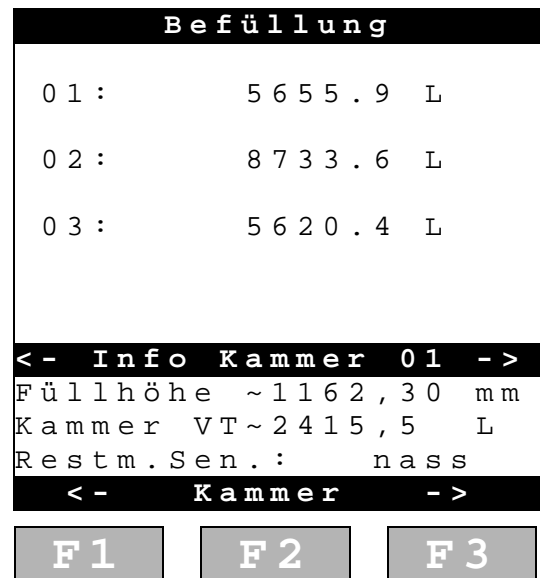 Befüllung
01: 5655.9 L
02: 8733.6 L
03: 5620.4 L
<- Info Kammer 01 ->
Füllhöhe ~1162,30 mm
Kammer VT~2415,5 L
Restm.Sen.: nass
<- Kammer ->
F1 F2 F3